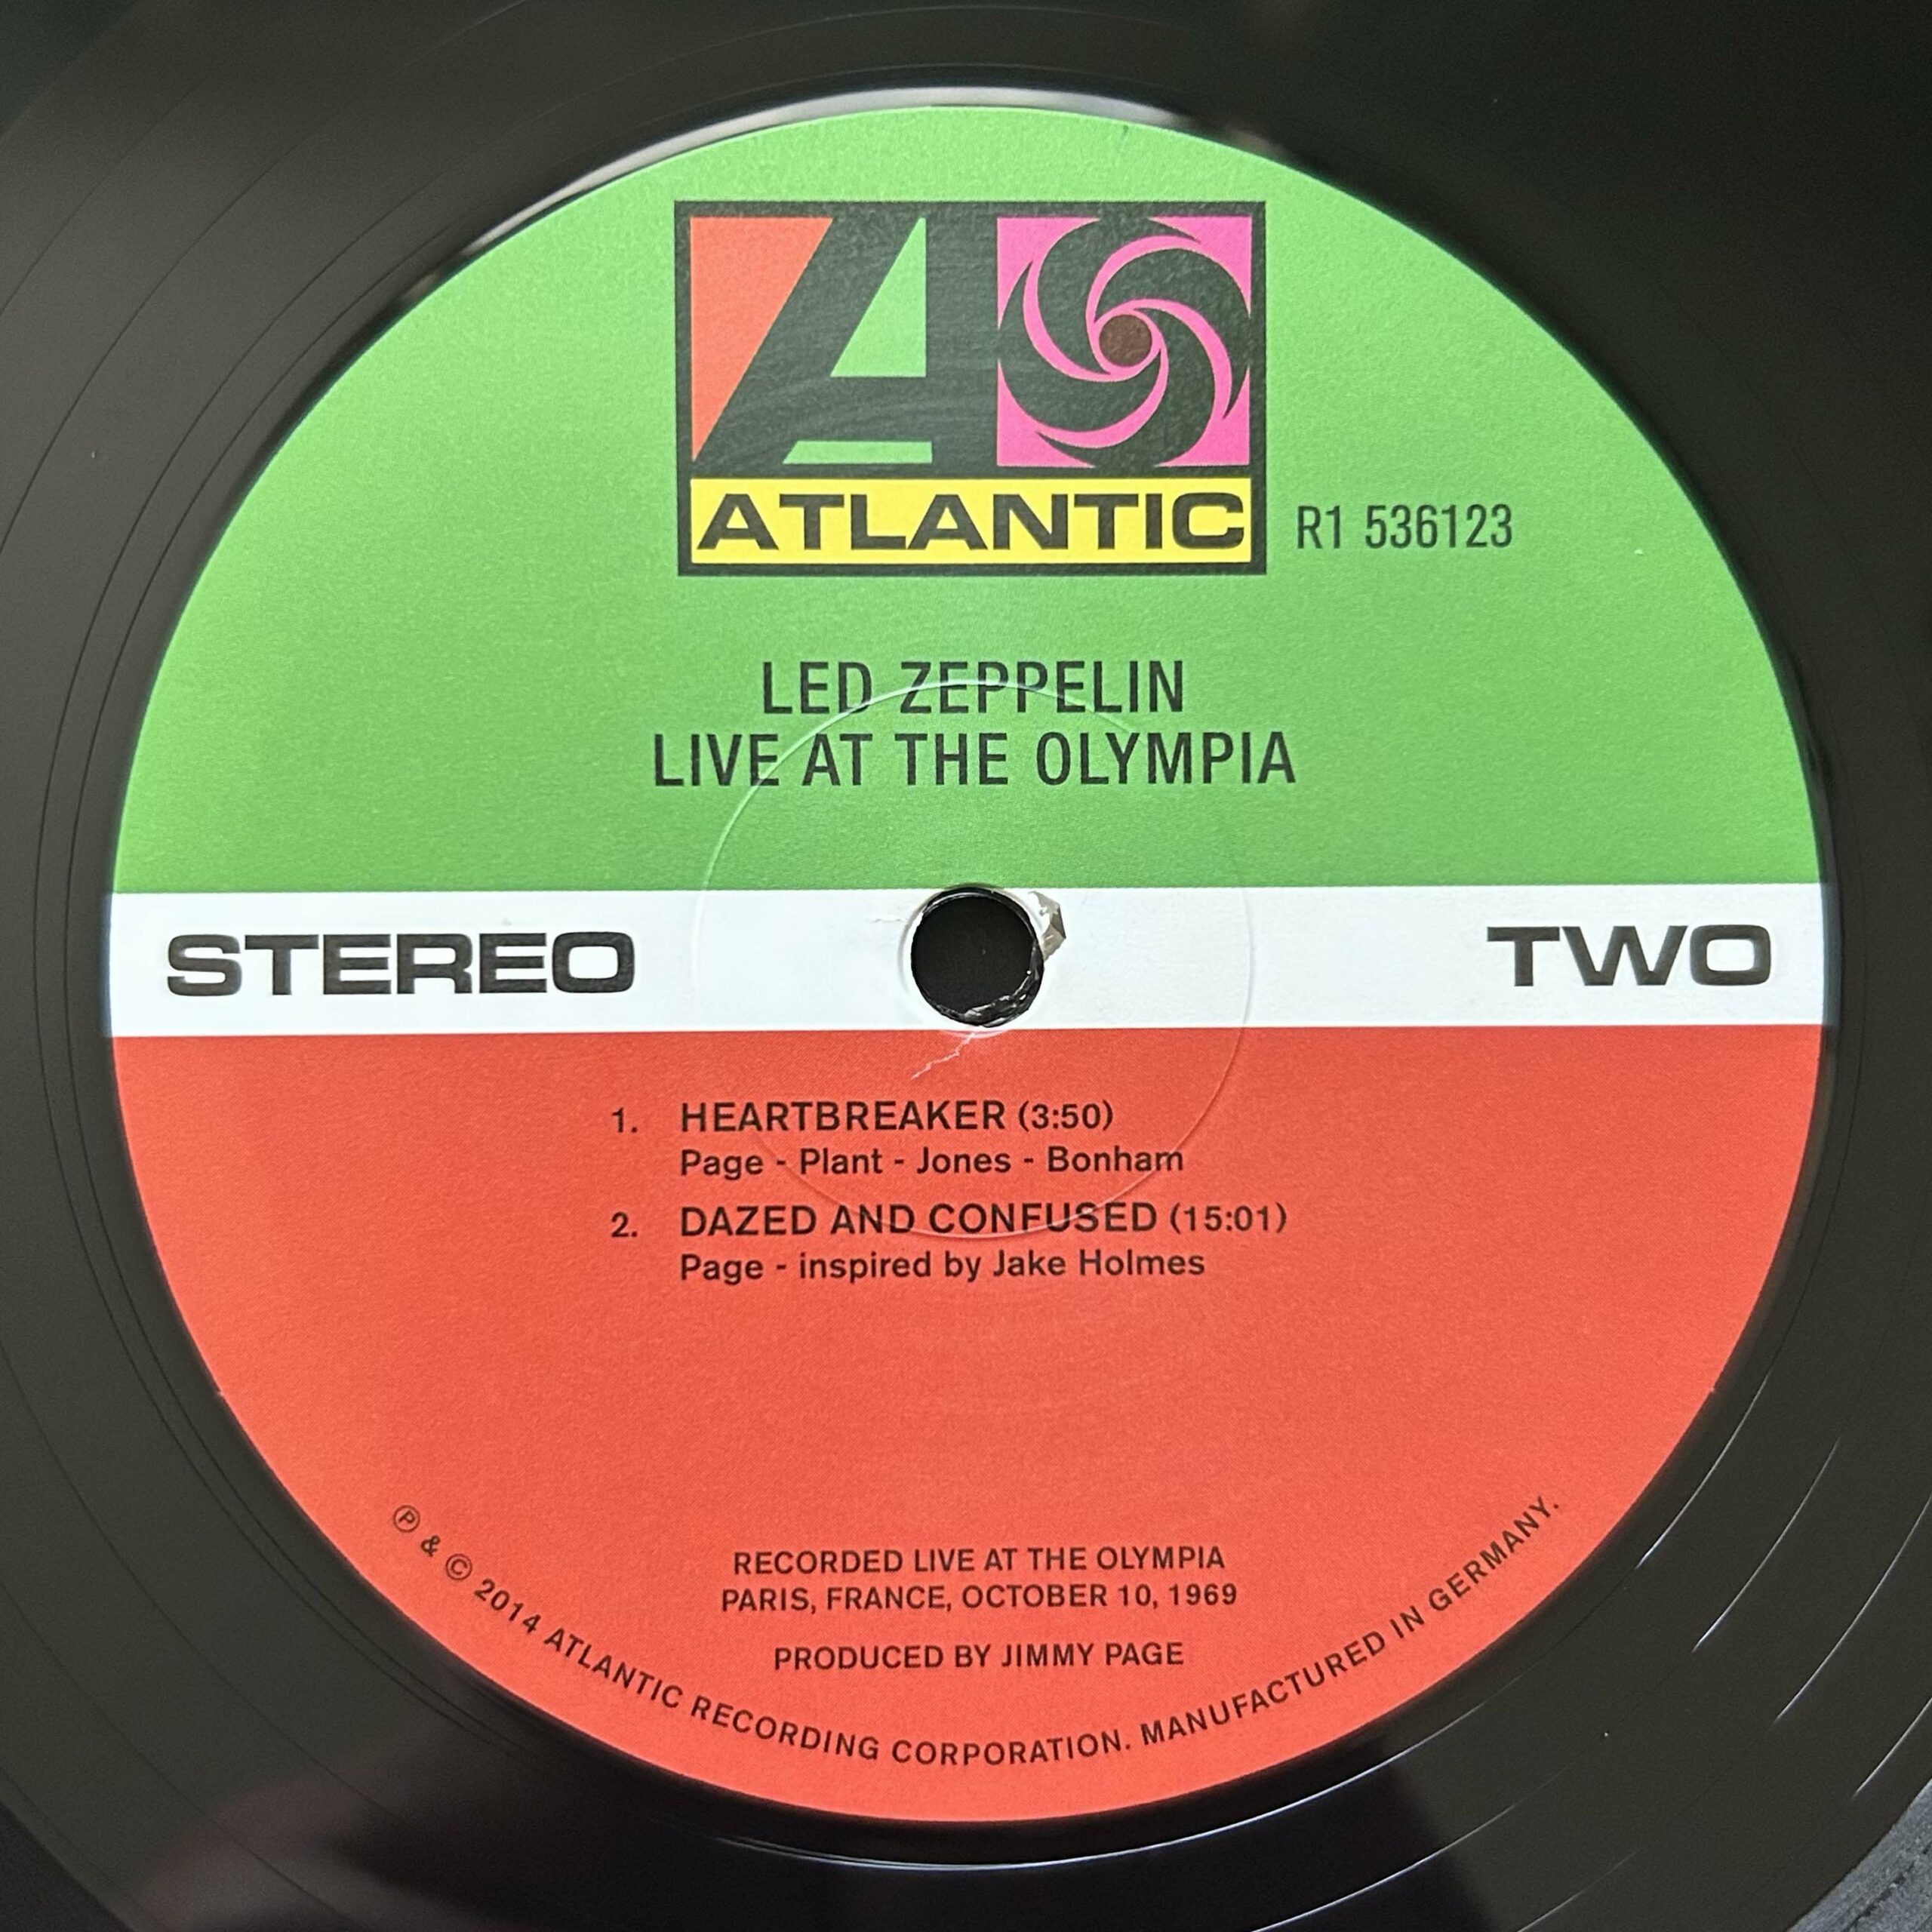 ATLANTIC
R1 536123
LED ZEPPELIN
LIVE AT THE OLYMPIA
STEREO
TWO
1. HEARTBREAKER (3:50)
Page - Plant - Jones - Bonham
2. DAZED AND CONFUSED (15:01)
Page - inspired by Jake Holmes
RECORDED LIVE AT THE OLYMPIA
PARIS, FRANCE, OCTOBER 10, 1969
PRODUCED BY JIMMY PAGE
℗ & © 2014 ATLANTIC RECORDING CORPORATION. MANUFACTURED IN GERMANY.